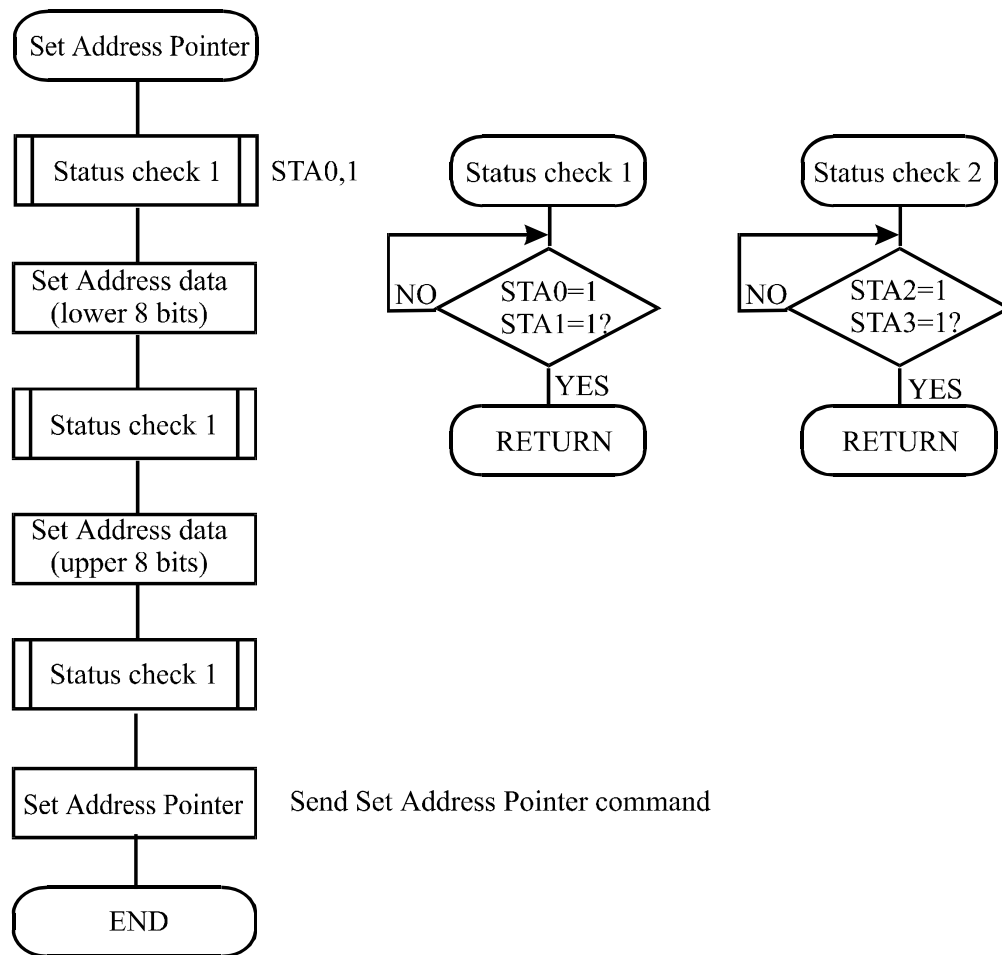 Set Address Pointer
Status check 1
STA0,1
Set Address data
(lower 8 bits)
Status check 1
Set Address data
(upper 8 bits)
Status check 1
Set Address Pointer
Send Set Address Pointer command
END
Status check 1
NO
STA0=1
STA1=1?
YES
RETURN
Status check 2
NO
STA2=1
STA3=1?
YES
RETURN